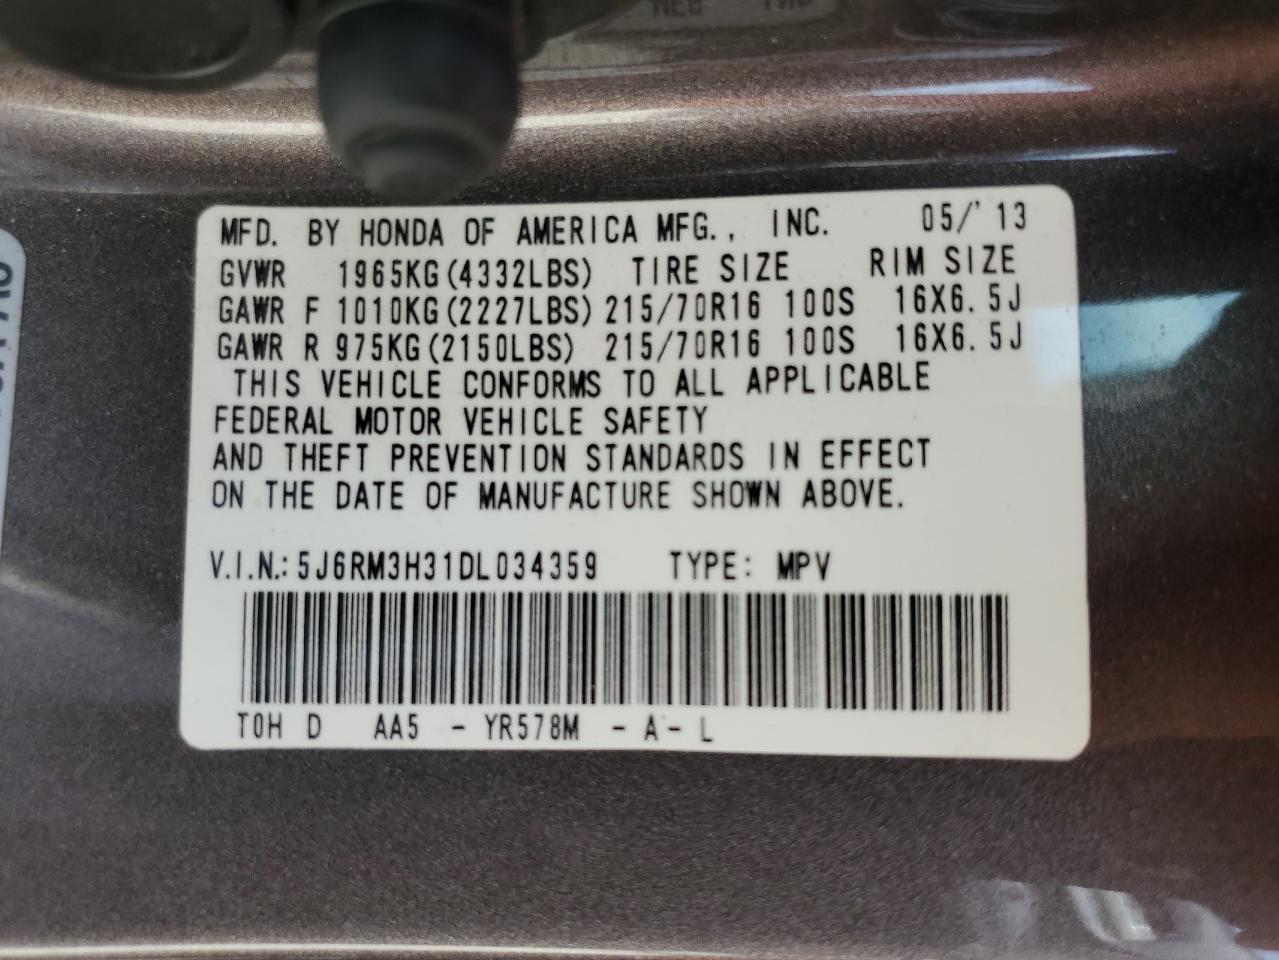 MFD. BY HONDA OF AMERICA MFG., INC. 05/'13
GVWR 1965KG(4332LBS) TIRE SIZE RIM SIZE
GAWR F 1010KG(2227LBS) 215/70R16 100S 16X6.5J
GAWR R 975KG(2150LBS) 215/70R16 100S 16X6.5J
THIS VEHICLE CONFORMS TO ALL APPLICABLE
FEDERAL MOTOR VEHICLE SAFETY
AND THEFT PREVENTION STANDARDS IN EFFECT
ON THE DATE OF MANUFACTURE SHOWN ABOVE.
V.I.N.: 5J6RM3H31DL034359 TYPE: MPV
TOH D AA5 - YR578M - A - L